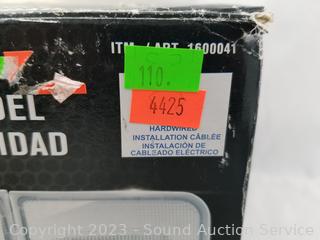 ITM. / ART. 1600041
110.
4425
DEL
IDAD
HARDWIRED
INSTALLATION CÂBLÉE
INSTALACIÓN DE
CABLEADO ELÉCTRICO
Copyright 2023 - Sound Auction Service